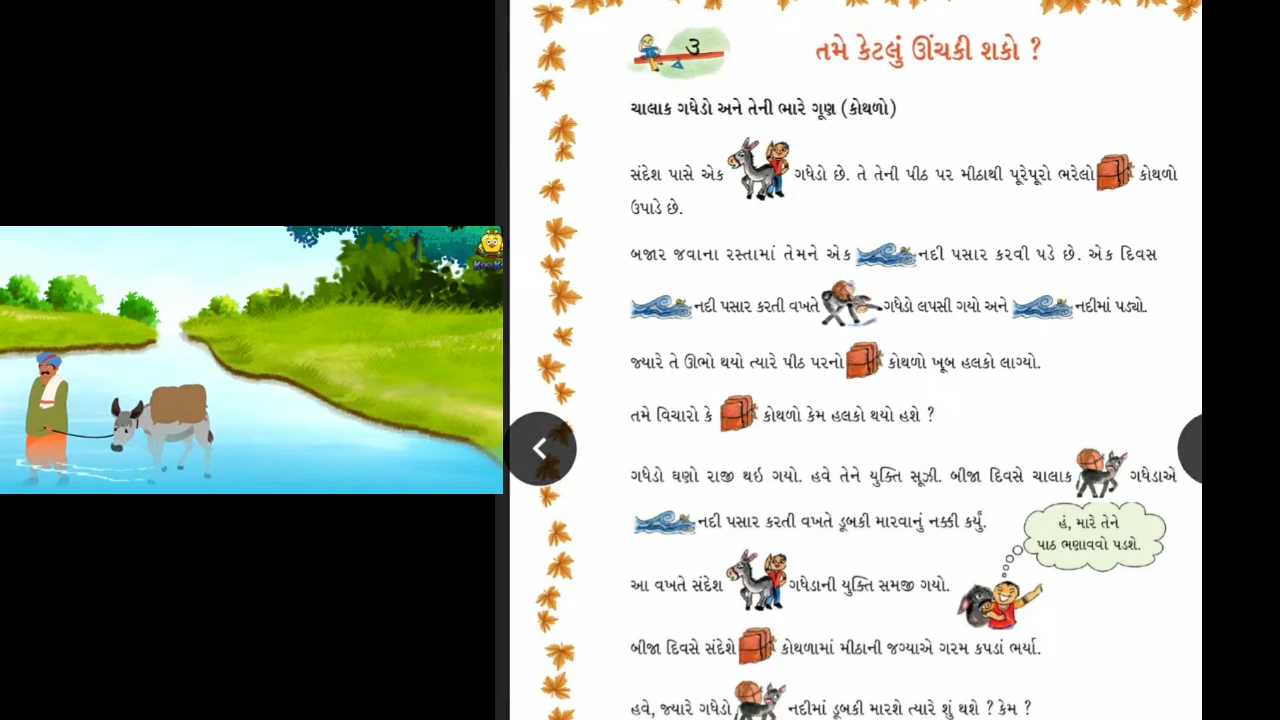 ૩
તમે કેટલું ઊંચકી શકો ?
ચાલાક ગધેડો અને તેની ભારે ગૂણ (કોથળો)
સંદેશ પાસે એક ગધેડો છે. તે તેની પીઠ પર મીઠાથી પૂરેપૂરો ભરેલો કોથળો
ઉપાડે છે.
બજાર જવાના રસ્તામાં તેમને એક નદી પસાર કરવી પડે છે. એક દિવસ
નદી પસાર કરતી વખતે ગધેડો લપસી ગયો અને નદીમાં પડ્યો.
જ્યારે તે ઊભો થયો ત્યારે પીઠ પરનો કોથળો ખૂબ હલકો લાગ્યો.
તમે વિચારો કે કોથળો કેમ હલકો થયો હશે ?
ગધેડો ઘણો રાજી થઇ ગયો. હવે તેને યુક્તિ સૂઝી. બીજા દિવસે ચાલાક ગધેડાએ
નદી પસાર કરતી વખતે ડૂબકી મારવાનું નક્કી કર્યું.
હં, મારે તેને
પાઠ ભણાવવો પડશે.
આ વખતે સંદેશ ગધેડાની યુક્તિ સમજી ગયો.
બીજા દિવસે સંદેશે કોથળામાં મીઠાની જગ્યાએ ગરમ કપડાં ભર્યા.
હવે, જ્યારે ગધેડો નદીમાં ડૂબકી મારશે ત્યારે શું થશે ? કેમ ?